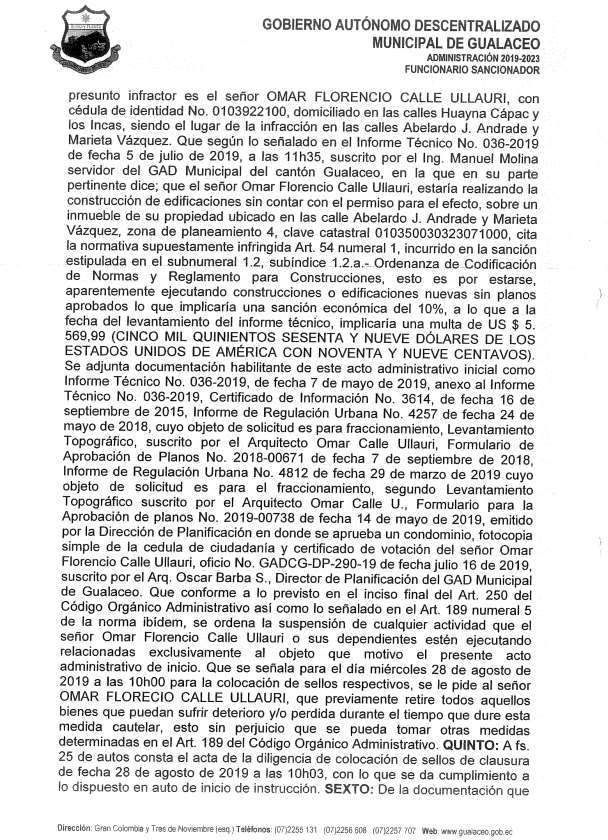 GOBIERNO AUTÓNOMO DESCENTRALIZADO
MUNICIPAL DE GUALACEO
ADMINISTRACIÓN 2019-2023
FUNCIONARIO SANCIONADOR
presunto infractor es el señor OMAR FLORENCIO CALLE ULLAURI, con
cédula de identidad No. 0103922100, domiciliado en las calles Huayna Cápac y
los Incas, siendo el lugar de la infracción en las calles Abelardo J. Andrade y
Marieta Vázquez. Que según lo señalado en el Informe Técnico No. 036-2019
de fecha 5 de julio de 2019, a las 11h35, suscrito por el Ing. Manuel Molina
servidor del GAD Municipal del cantón Gualaceo, en la que en su parte
pertinente dice; que el señor Omar Florencio Calle Ullauri, estaría realizando la
construcción de edificaciones sin contar con el permiso para el efecto, sobre un
inmueble de su propiedad ubicado en las calle Abelardo J. Andrade y Marieta
Vázquez, zona de planeamiento 4, clave catastral 010350030323071000, cita
la normativa supuestamente infringida Art. 54 numeral 1, incurrido en la sanción
estipulada en el subnumeral 1.2, subíndice 1.2.a.- Ordenanza de Codificación
de Normas y Reglamento para Construcciones, esto es por estarse,
aparentemente ejecutando construcciones o edificaciones nuevas sin planos
aprobados lo que implicaría una sanción económica del 10%, a lo que a la
fecha del levantamiento del informe técnico, implicaria una multa de US $ 5.
569,99 (CINCO MIL QUINIENTOS SESENTA Y NUEVE DÓLARES DE LOS
ESTADOS UNIDOS DE AMÉRICA CON NOVENTA Y NUEVE CENTAVOS).
Se adjunta documentación habilitante de este acto administrativo inicial como
Informe Técnico No. 036-2019, de fecha 7 de mayo de 2019, anexo al Informe
Técnico No. 036-2019, Certificado de Información No. 3614, de fecha 16 de
septiembre de 2015, Informe de Regulación Urbana No. 4257 de fecha 24 de
mayo de 2018, cuyo objeto de solicitud es para fraccionamiento, Levantamiento
Topográfico, suscrito por el Arquitecto Omar Calle Ullauri, Formulario de
Aprobación de Planos No. 2018-00671 de fecha 7 de septiembre de 2018,
Informe de Regulación Urbana No. 4812 de fecha 29 de marzo de 2019 cuyo
objeto de solicitud es para el fraccionamiento, segundo Levantamiento
Topográfico suscrito por el Arquitecto Omar Calle U., Formulario para la
Aprobación de planos No. 2019-00738 de fecha 14 de mayo de 2019, emitido
por la Dirección de Planificación en donde se aprueba un condominio, fotocopia
simple de la cedula de ciudadanía y certificado de votación del señor Omar
Florencio Calle Ullauri, oficio No. GADCG-DP-290-19 de fecha julio 16 de 2019,
suscrito por el Arq. Oscar Barba S., Director de Planificación del GAD Municipal
de Gualaceo. Que conforme a lo previsto en el inciso final del Art. 250 del
Código Orgánico Administrativo así como lo señalado en el Art. 189 numeral 5
de la norma ibídem, se ordena la suspensión de cualquier actividad que el
señor Omar Florencio Calle Ullauri o sus dependientes estén ejecutando
relacionadas exclusivamente al objeto que motivo el presente acto
administrativo de inicio. Que se señala para el día miércoles 28 de agosto de
2019 a las 10h00 para la colocación de sellos respectivos, se le pide al señor
OMAR FLORECIO CALLE ULLAURI, que previamente retire todos aquellos
bienes que puedan sufrir deterioro y/o perdida durante el tiempo que dure esta
medida cautelar, esto sin perjuicio que se pueda tomar otras medidas
determinadas en el Art. 189 del Código Orgánico Administrativo. QUINTO: A fs.
25 de autos consta el acta de la diligencia de colocación de sellos de clausura
de fecha 28 de agosto de 2019 a las 10h03, con lo que se da cumplimiento a
lo dispuesto en auto de inicio de instrucción. SEXTO: De la documentación que
Dirección: Gran Colombia y Tres de Noviembre (esq.) Teléfonos: (07)2255 131 (07)2256 608 (07)2257 707 Web: www.gualaceo.gob.ec